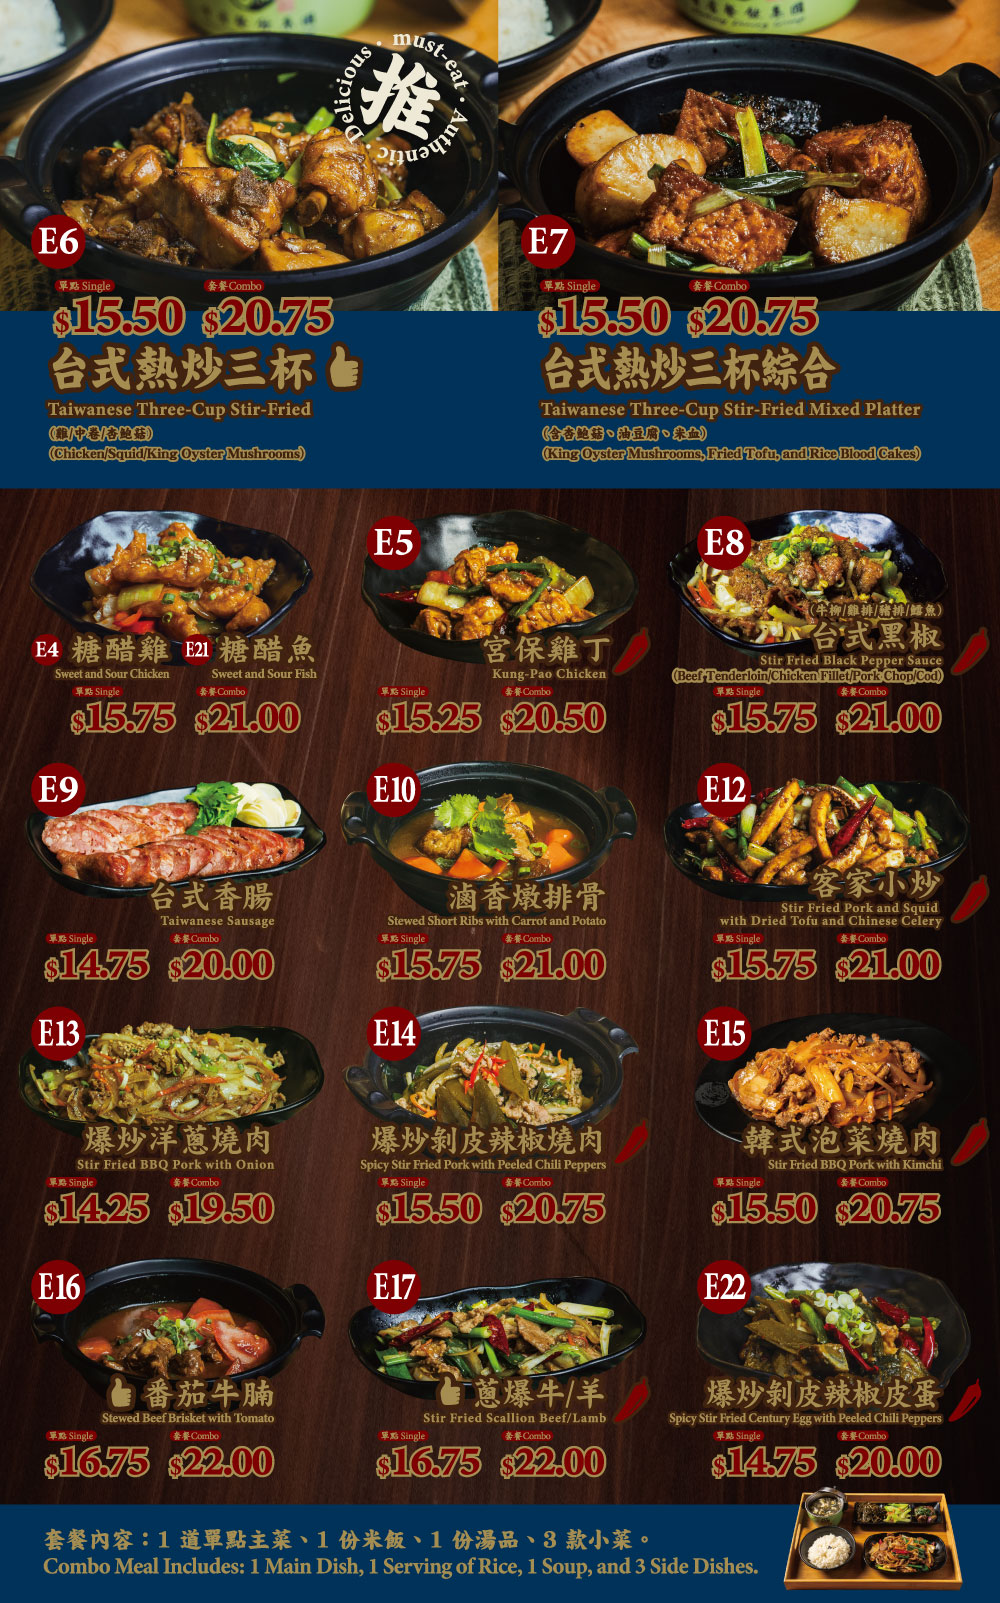 Delicious · must-eat · Authentic ·
推
E6
單點 Single 套餐 Combo
$15.50 $20.75
台式熱炒三杯
Taiwanese Three-Cup Stir-Fried
(雞/中卷/杏鮑菇)
(Chicken/Squid/King Oyster Mushrooms)
E7
單點 Single 套餐 Combo
$15.50 $20.75
台式熱炒三杯綜合
Taiwanese Three-Cup Stir-Fried Mixed Platter
(含杏鮑菇、油豆腐、米血)
(King Oyster Mushrooms, Fried Tofu, and Rice Blood Cakes)
E4 糖醋雞 E21 糖醋魚
Sweet and Sour Chicken Sweet and Sour Fish
單點 Single 套餐 Combo
$15.75 $21.00
E5
宮保雞丁
Kung-Pao Chicken
單點 Single 套餐 Combo
$15.25 $20.50
E8
(牛柳/雞排/豬排/鱈魚)
台式黑椒
Stir Fried Black Pepper Sauce
(Beef Tenderloin/Chicken Fillet/Pork Chop/Cod)
單點 Single 套餐 Combo
$15.75 $21.00
E9
台式香腸
Taiwanese Sausage
單點 Single 套餐 Combo
$14.75 $20.00
E10
滷香燉排骨
Stewed Short Ribs with Carrot and Potato
單點 Single 套餐 Combo
$15.75 $21.00
E12
客家小炒
Stir Fried Pork and Squid
with Dried Tofu and Chinese Celery
單點 Single 套餐 Combo
$15.75 $21.00
E13
爆炒洋蔥燒肉
Stir Fried BBQ Pork with Onion
單點 Single 套餐 Combo
$14.25 $19.50
E14
爆炒剝皮辣椒燒肉
Spicy Stir Fried Pork with Peeled Chili Peppers
單點 Single 套餐 Combo
$15.50 $20.75
E15
韓式泡菜燒肉
Stir Fried BBQ Pork with Kimchi
單點 Single 套餐 Combo
$15.50 $20.75
E16
番茄牛腩
Stewed Beef Brisket with Tomato
單點 Single 套餐 Combo
$16.75 $22.00
E17
蔥爆牛/羊
Stir Fried Scallion Beef/Lamb
單點 Single 套餐 Combo
$16.75 $22.00
E22
爆炒剝皮辣椒皮蛋
Spicy Stir Fried Century Egg with Peeled Chili Peppers
單點 Single 套餐 Combo
$14.75 $20.00
套餐內容：1 道單點主菜、1 份米飯、1 份湯品、3 款小菜。
Combo Meal Includes: 1 Main Dish, 1 Serving of Rice, 1 Soup, and 3 Side Dishes.